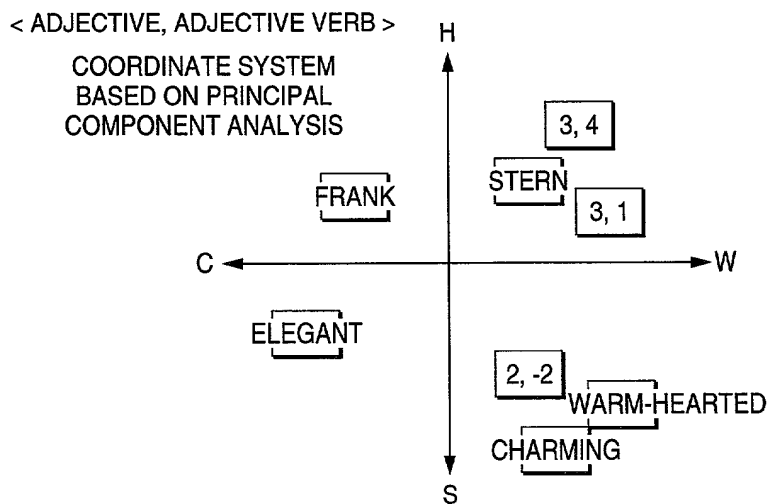 < ADJECTIVE, ADJECTIVE VERB >
COORDINATE SYSTEM
BASED ON PRINCIPAL
COMPONENT ANALYSIS
H
3, 4
STERN
FRANK
3, 1
C
W
ELEGANT
2, -2
WARM-HEARTED
CHARMING
S